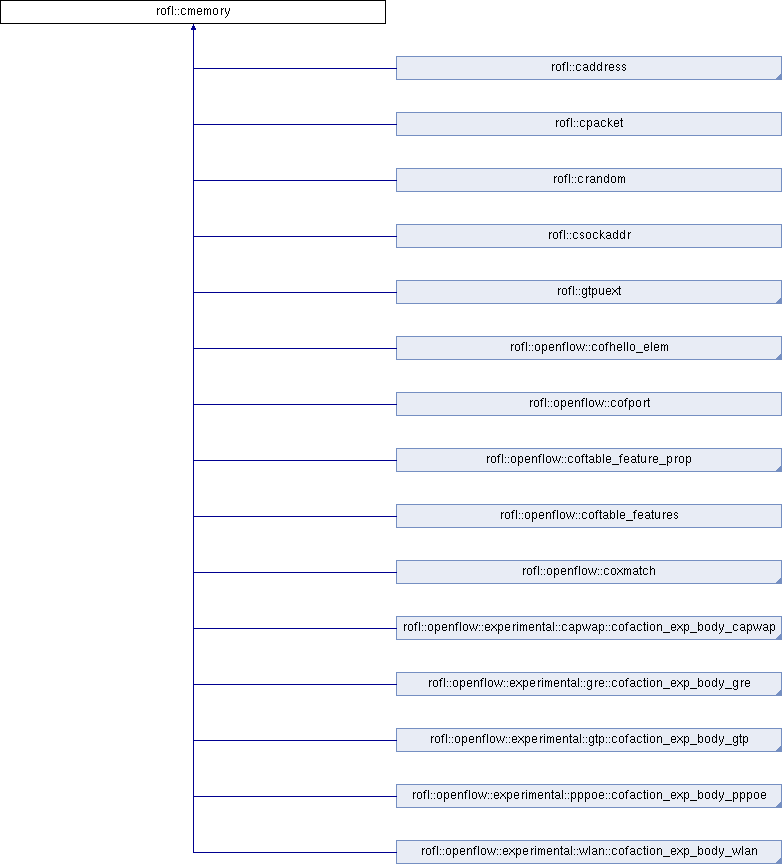 rofl::cmemory
rofl::caddress
rofl::cpacket
rofl::crandom
rofl::csockaddr
rofl::gtpuext
rofl::openflow::cofhello_elem
rofl::openflow::cofport
rofl::openflow::coftable_feature_prop
rofl::openflow::coftable_features
rofl::openflow::coxmatch
rofl::openflow::experimental::capwap::cofaction_exp_body_capwap
rofl::openflow::experimental::gre::cofaction_exp_body_gre
rofl::openflow::experimental::gtp::cofaction_exp_body_gtp
rofl::openflow::experimental::pppoe::cofaction_exp_body_pppoe
rofl::openflow::experimental::wlan::cofaction_exp_body_wlan